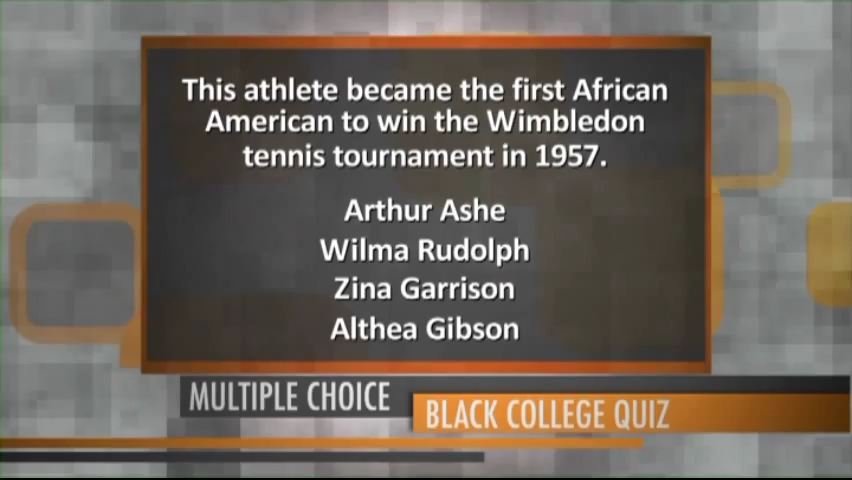 This athlete became the first African
American to win the Wimbledon
tennis tournament in 1957.
Arthur Ashe
Wilma Rudolph
Zina Garrison
Althea Gibson
MULTIPLE CHOICE
BLACK COLLEGE QUIZ